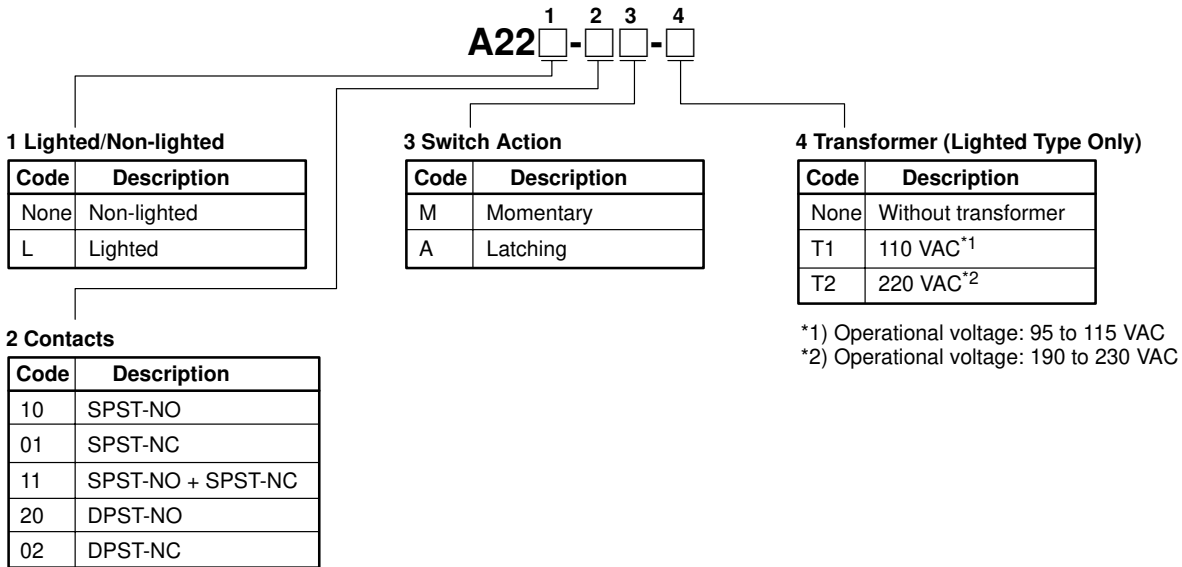 1 2 3 4
A22□-□□-□
1 Lighted/Non-lighted
Code Description
None Non-lighted
L Lighted
2 Contacts
Code Description
10 SPST-NO
01 SPST-NC
11 SPST-NO + SPST-NC
20 DPST-NO
02 DPST-NC
3 Switch Action
Code Description
M Momentary
A Latching
4 Transformer (Lighted Type Only)
Code Description
None Without transformer
T1 110 VAC*1
T2 220 VAC*2
*1) Operational voltage: 95 to 115 VAC
*2) Operational voltage: 190 to 230 VAC